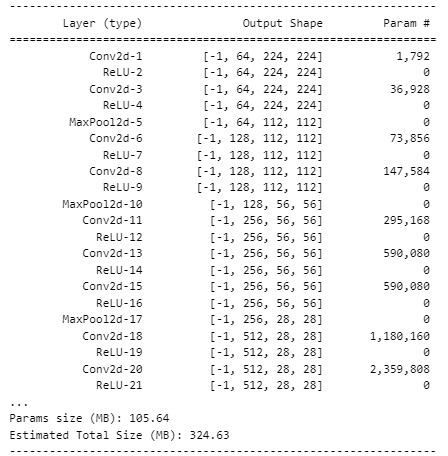 ----------------------------------------------------------------
Layer (type) Output Shape Param #
================================================================
Conv2d-1 [-1, 64, 224, 224] 1,792
ReLU-2 [-1, 64, 224, 224] 0
Conv2d-3 [-1, 64, 224, 224] 36,928
ReLU-4 [-1, 64, 224, 224] 0
MaxPool2d-5 [-1, 64, 112, 112] 0
Conv2d-6 [-1, 128, 112, 112] 73,856
ReLU-7 [-1, 128, 112, 112] 0
Conv2d-8 [-1, 128, 112, 112] 147,584
ReLU-9 [-1, 128, 112, 112] 0
MaxPool2d-10 [-1, 128, 56, 56] 0
Conv2d-11 [-1, 256, 56, 56] 295,168
ReLU-12 [-1, 256, 56, 56] 0
Conv2d-13 [-1, 256, 56, 56] 590,080
ReLU-14 [-1, 256, 56, 56] 0
Conv2d-15 [-1, 256, 56, 56] 590,080
ReLU-16 [-1, 256, 56, 56] 0
MaxPool2d-17 [-1, 256, 28, 28] 0
Conv2d-18 [-1, 512, 28, 28] 1,180,160
ReLU-19 [-1, 512, 28, 28] 0
Conv2d-20 [-1, 512, 28, 28] 2,359,808
ReLU-21 [-1, 512, 28, 28] 0
...
Params size (MB): 105.64
Estimated Total Size (MB): 324.63
----------------------------------------------------------------